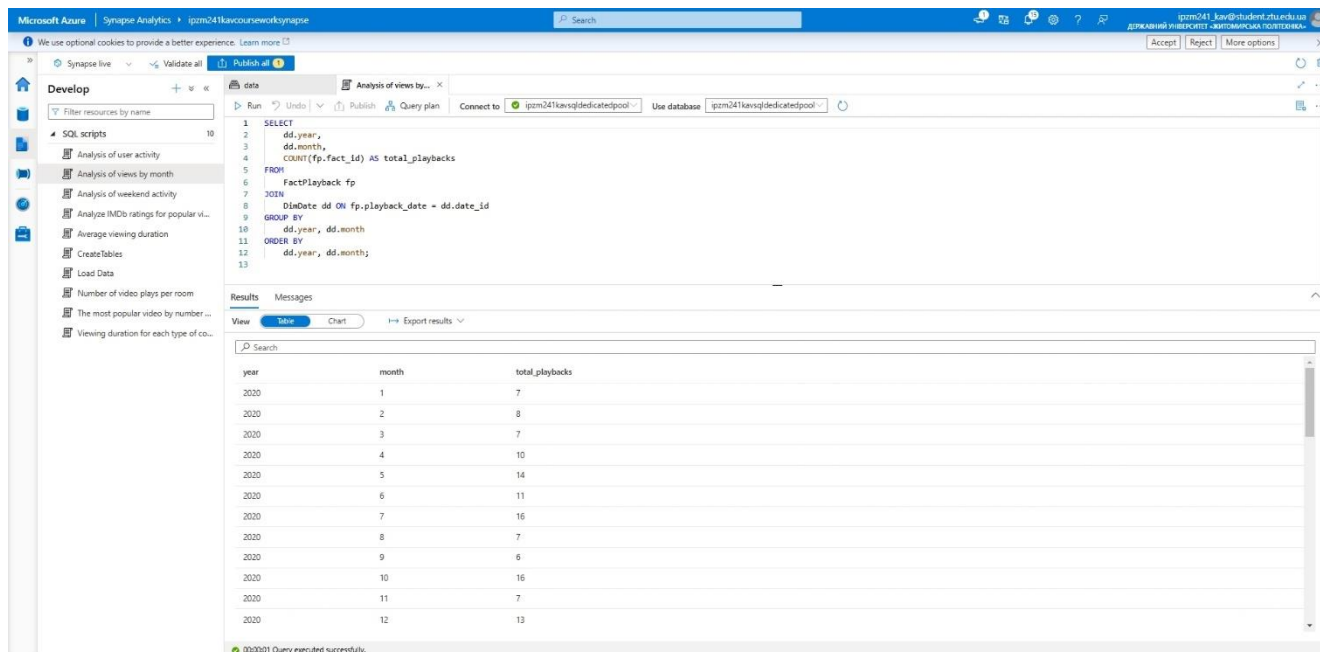 Microsoft Azure | Synapse Analytics ▸ ipzm241kavcourseworksynapse
Search
1
15
ipzm241_kav@student.ztu.edu.ua
ДЕРЖАВНИЙ УНІВЕРСИТЕТ «ЖИТОМИРСЬКА ПОЛІТЕХНІКА»
We use optional cookies to provide a better experience. Learn more
Accept Reject More options
Synapse live Validate all Publish all 1
Develop
Filter resources by name
SQL scripts 10
Analysis of user activity
Analysis of views by month
Analysis of weekend activity
Analyze IMDb ratings for popular vi...
Average viewing duration
CreateTables
Load Data
Number of video plays per room
The most popular video by number ...
Viewing duration for each type of co...
data Analysis of views by... ×
Run Undo Publish Query plan Connect to ipzm241kavsqldedicatedpool Use database ipzm241kavsqldedicatedpool
1 SELECT
2 dd.year,
3 dd.month,
4 COUNT(fp.fact_id) AS total_playbacks
5 FROM
6 FactPlayback fp
7 JOIN
8 DimDate dd ON fp.playback_date = dd.date_id
9 GROUP BY
10 dd.year, dd.month
11 ORDER BY
12 dd.year, dd.month;
13
Results Messages
View Table Chart Export results
Search
year month total_playbacks
2020 1 7
2020 2 8
2020 3 7
2020 4 10
2020 5 14
2020 6 11
2020 7 16
2020 8 7
2020 9 6
2020 10 16
2020 11 7
2020 12 13
00:00:01 Query executed successfully.